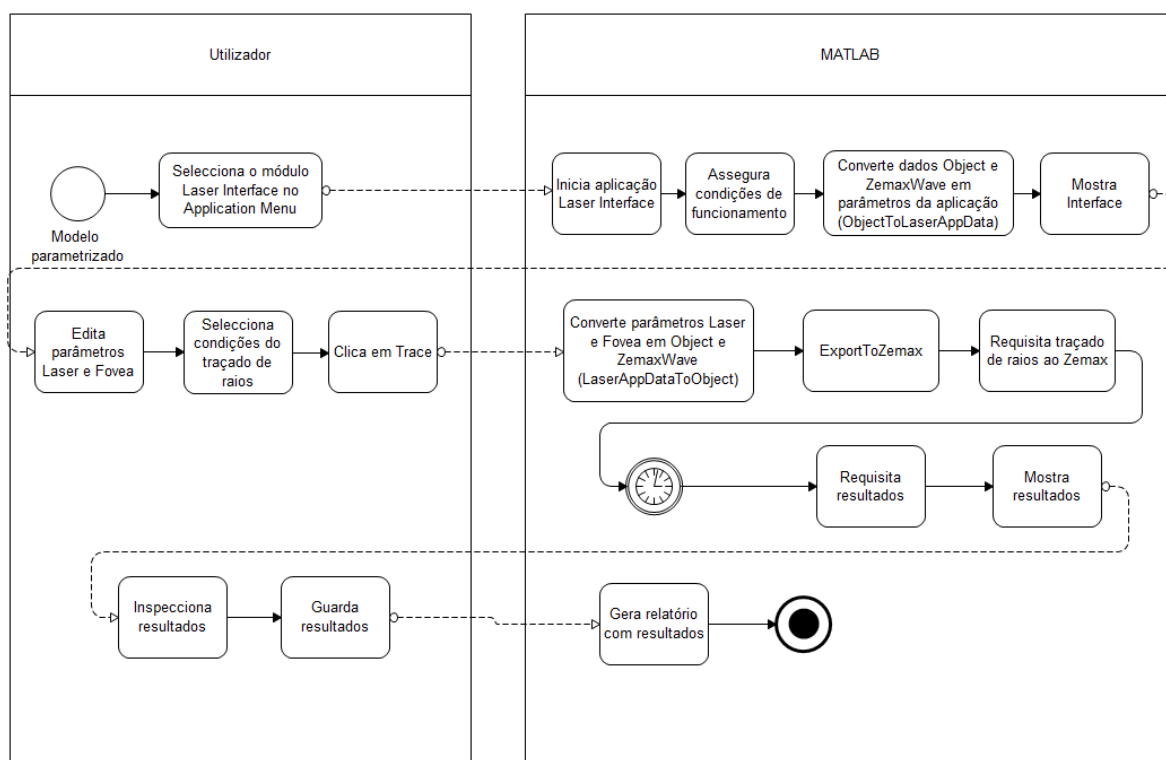 Utilizador
MATLAB
Modelo
parametrizado
Selecciona o módulo
Laser Interface no
Application Menu
Inicia aplicação
Laser Interface
Assegura
condições de
funcionamento
Converte dados Object e
ZemaxWave em
parâmetros da aplicação
(ObjectToLaserAppData)
Mostra
Interface
Edita
parâmetros
Laser e Fovea
Selecciona
condições do
traçado de
raios
Clica em Trace
Converte parâmetros Laser
e Fovea em Object e
ZemaxWave
(LaserAppDataToObject)
ExportToZemax
Requisita traçado
de raios ao Zemax
Requisita
resultados
Mostra
resultados
Inspecciona
resultados
Guarda
resultados
Gera relatório
com resultados